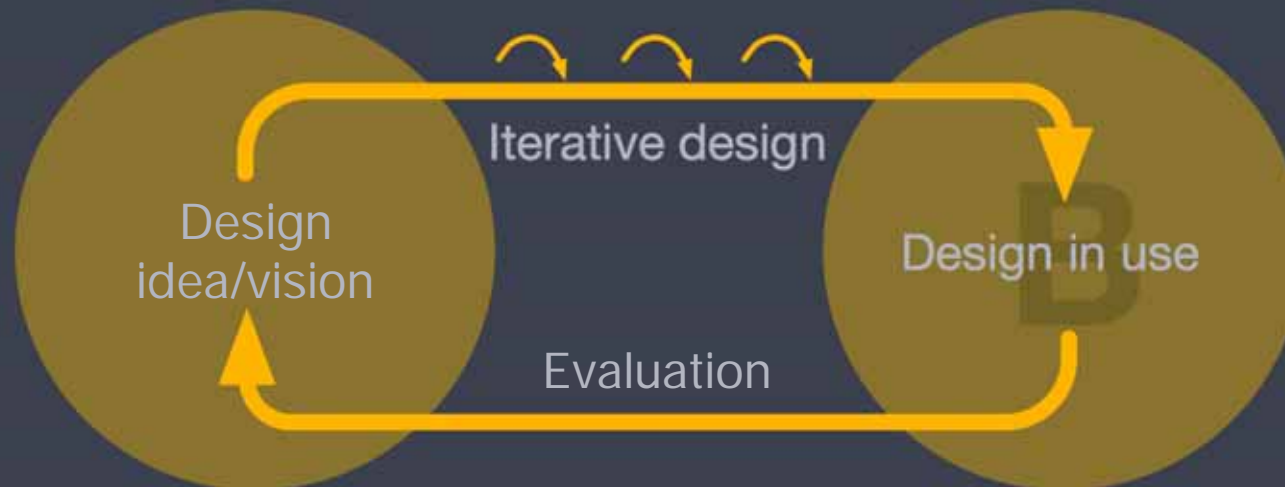 Iterative design
Design
idea/vision
B
Design in use
Evaluation